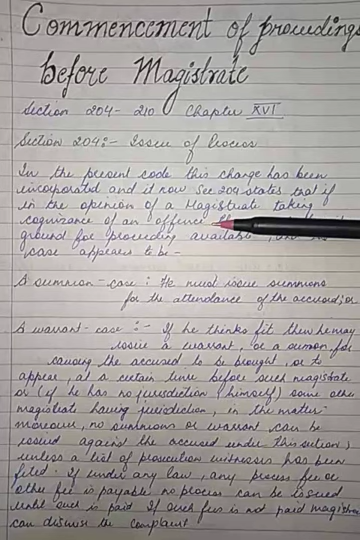 Commencement of proceedings
before Magistrate
Section 204- 210 Chapter XVI
Section 204:- Issue of Process
In the present code this change has been
incorporated and it now Sec 204 states that if
in the opinion of a Magistrate taking
cognizance of an offence
ground for proceeding available
case appears to be -
A summon-case : He must issue summons
for the attendance of the accused; or
A warrant-case :- If he thinks fit then he may
issue a warrant, or a summon for
causing the accused to be brought, or to
appear, at a certain time before such magistrate
or (if he has no jurisdiction himself) some other
magistrate having jurisdiction, in the matter
moreover, no summons or warrant can be
issued against the accused under this section,
unless a list of prosecution witnesses has been
filed. If under any law, any process fee or
other fee is payable no process can be issued
until such is paid If such fees is not paid magistrate
can dismiss the complaint